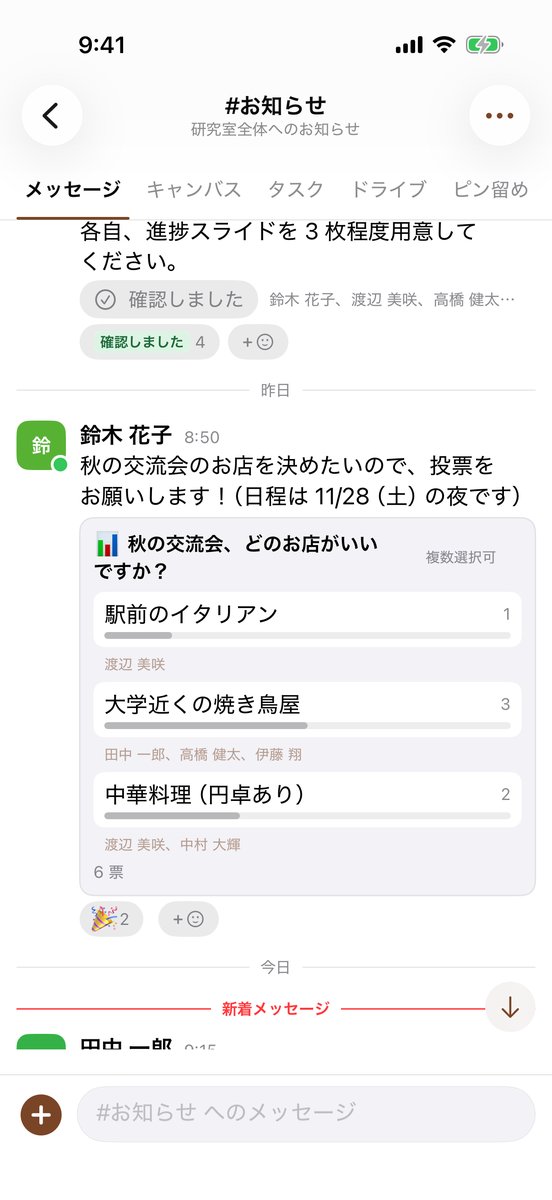 9:41
#お知らせ
研究室全体へのお知らせ
メッセージ キャンバス タスク ドライブ ピン留め
各自、進捗スライドを 3 枚程度用意して
ください。
確認しました 鈴木 花子、渡辺 美咲、高橋 健太…
確認しました 4
昨日
鈴
鈴木 花子 8:50
秋の交流会のお店を決めたいので、投票を
お願いします！（日程は 11/28（土）の夜です）
📊 秋の交流会、どのお店がいい
ですか？
複数選択可
駅前のイタリアン 1
渡辺 美咲
大学近くの焼き鳥屋 3
田中 一郎、高橋 健太、伊藤 翔
中華料理（円卓あり） 2
渡辺 美咲、中村 大輝
6 票
🎉 2
今日
新着メッセージ
田中 一郎 9:15
#お知らせ へのメッセージ